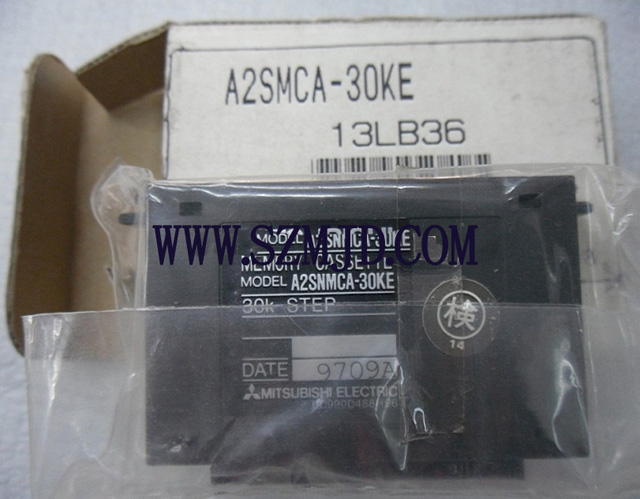 A2SMCA-30KE
13LB36
WWW.SZMJD.COM
MODEL
MEMORY CASSETTE
MODEL A2SNMCA-30KE
30k STEP
検
14
DATE 9709A
MITSUBISHI ELECTRIC